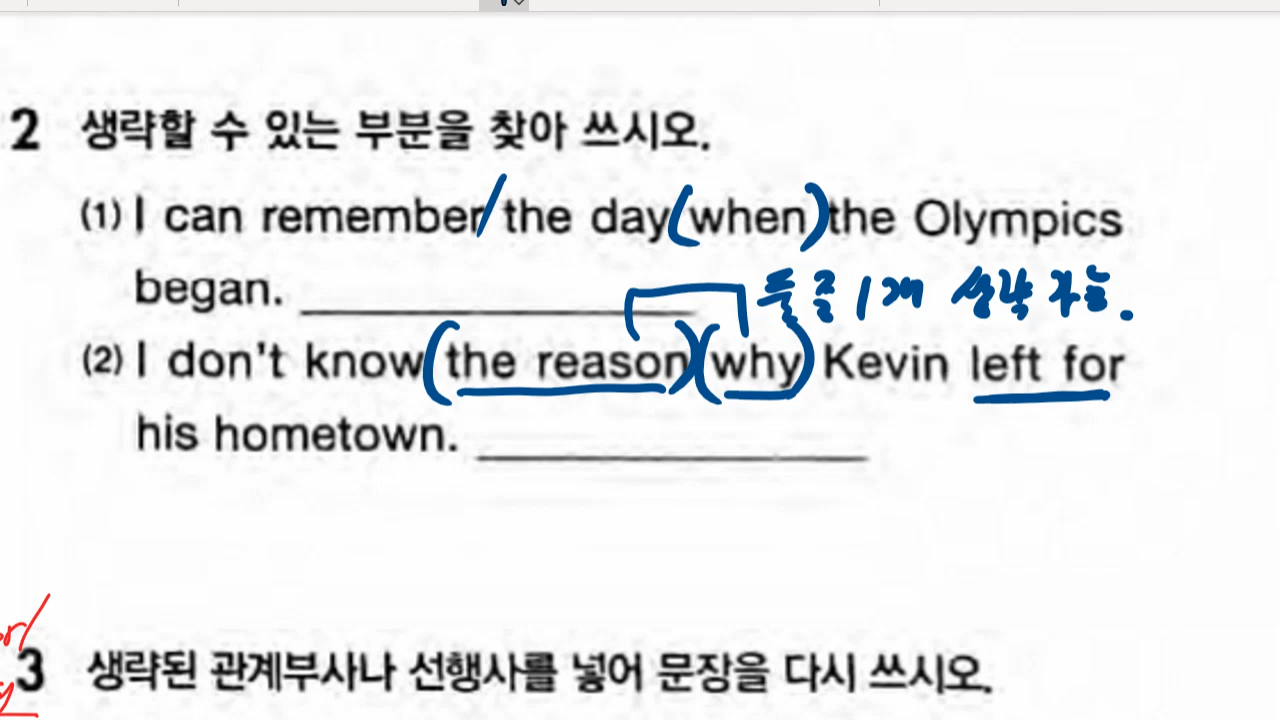 2 생략할 수 있는 부분을 찾아 쓰시오.
(1) I can remember / the day (when) the Olympics
began.
둘 중 1개 생략 가능.
(2) I don't know (the reason) (why) Kevin left for
his hometown.
3 생략된 관계부사나 선행사를 넣어 문장을 다시 쓰시오.